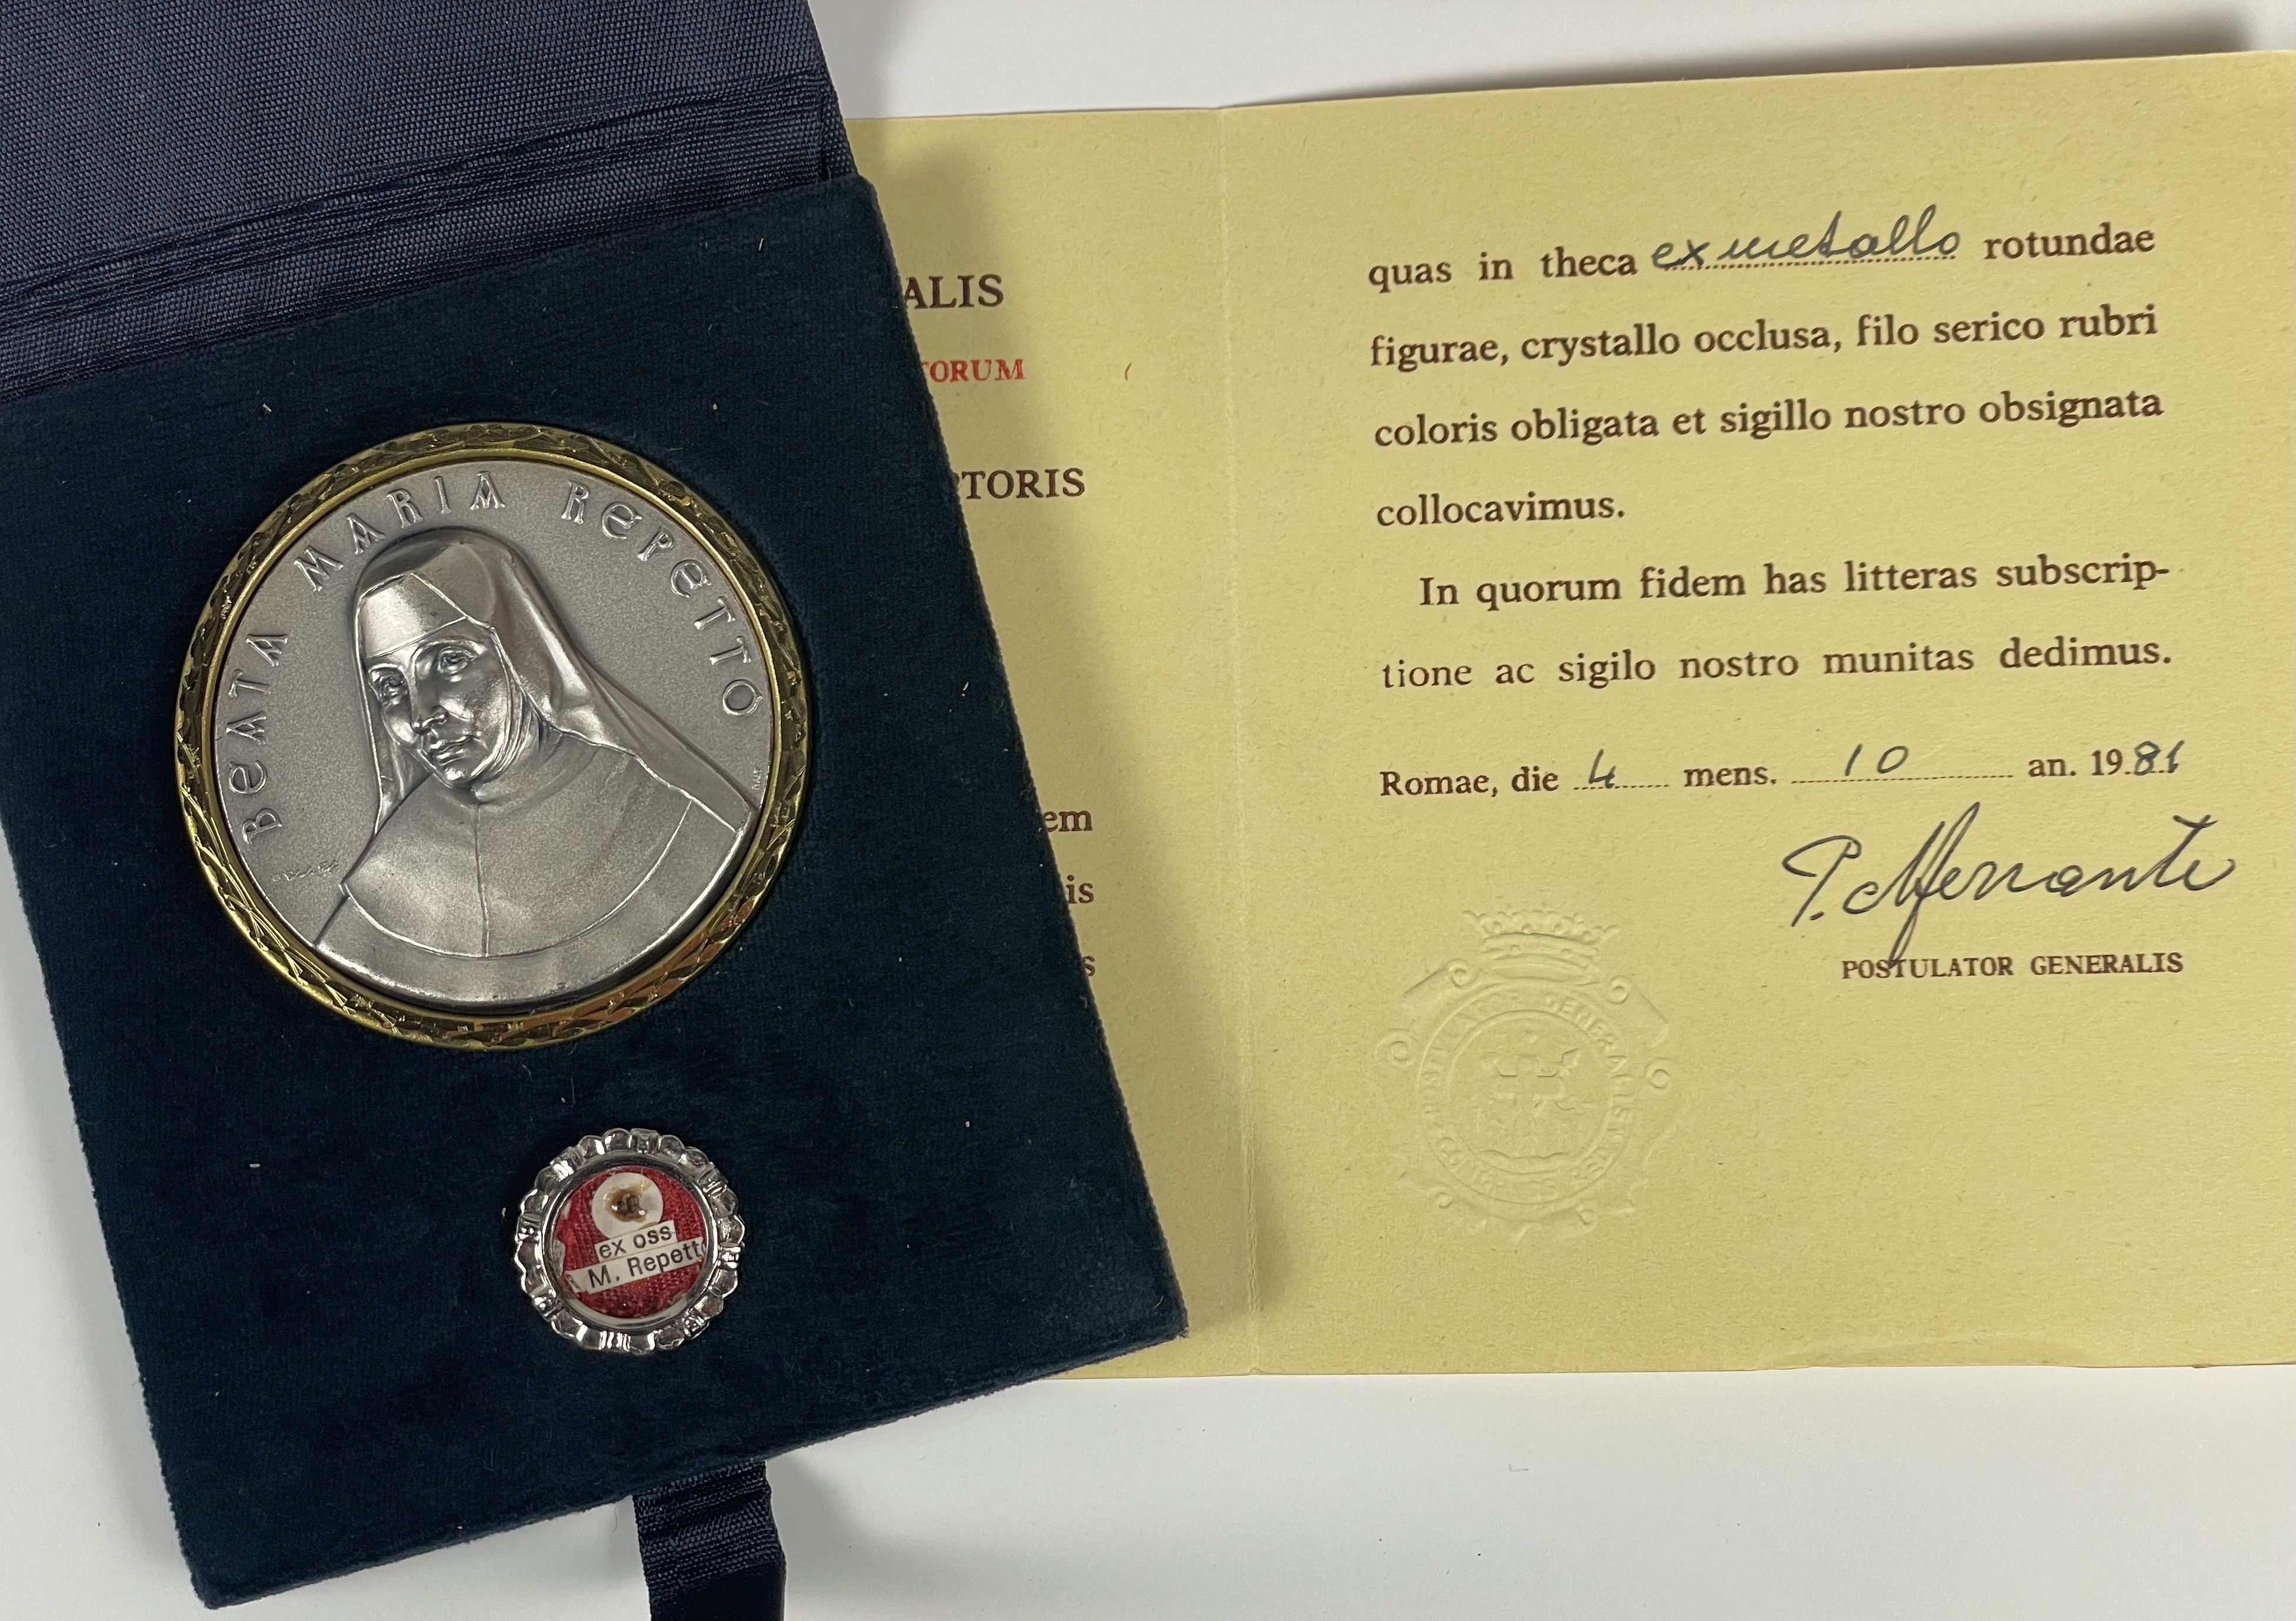 BEATA MARIA REPETTO
ex oss
M. Repett
ALIS
TORUM
PTORIS
em
is
s
quas in theca ex metallo rotundae
figurae, crystallo occlusa, filo serico rubri
coloris obligata et sigillo nostro obsignata
collocavimus.
In quorum fidem has litteras subscrip-
tione ac sigilo nostro munitas dedimus.
Romae, die 4 mens. 10 an. 1981
POSTULATOR GENERALIS
POSTULATOR GENERALIS